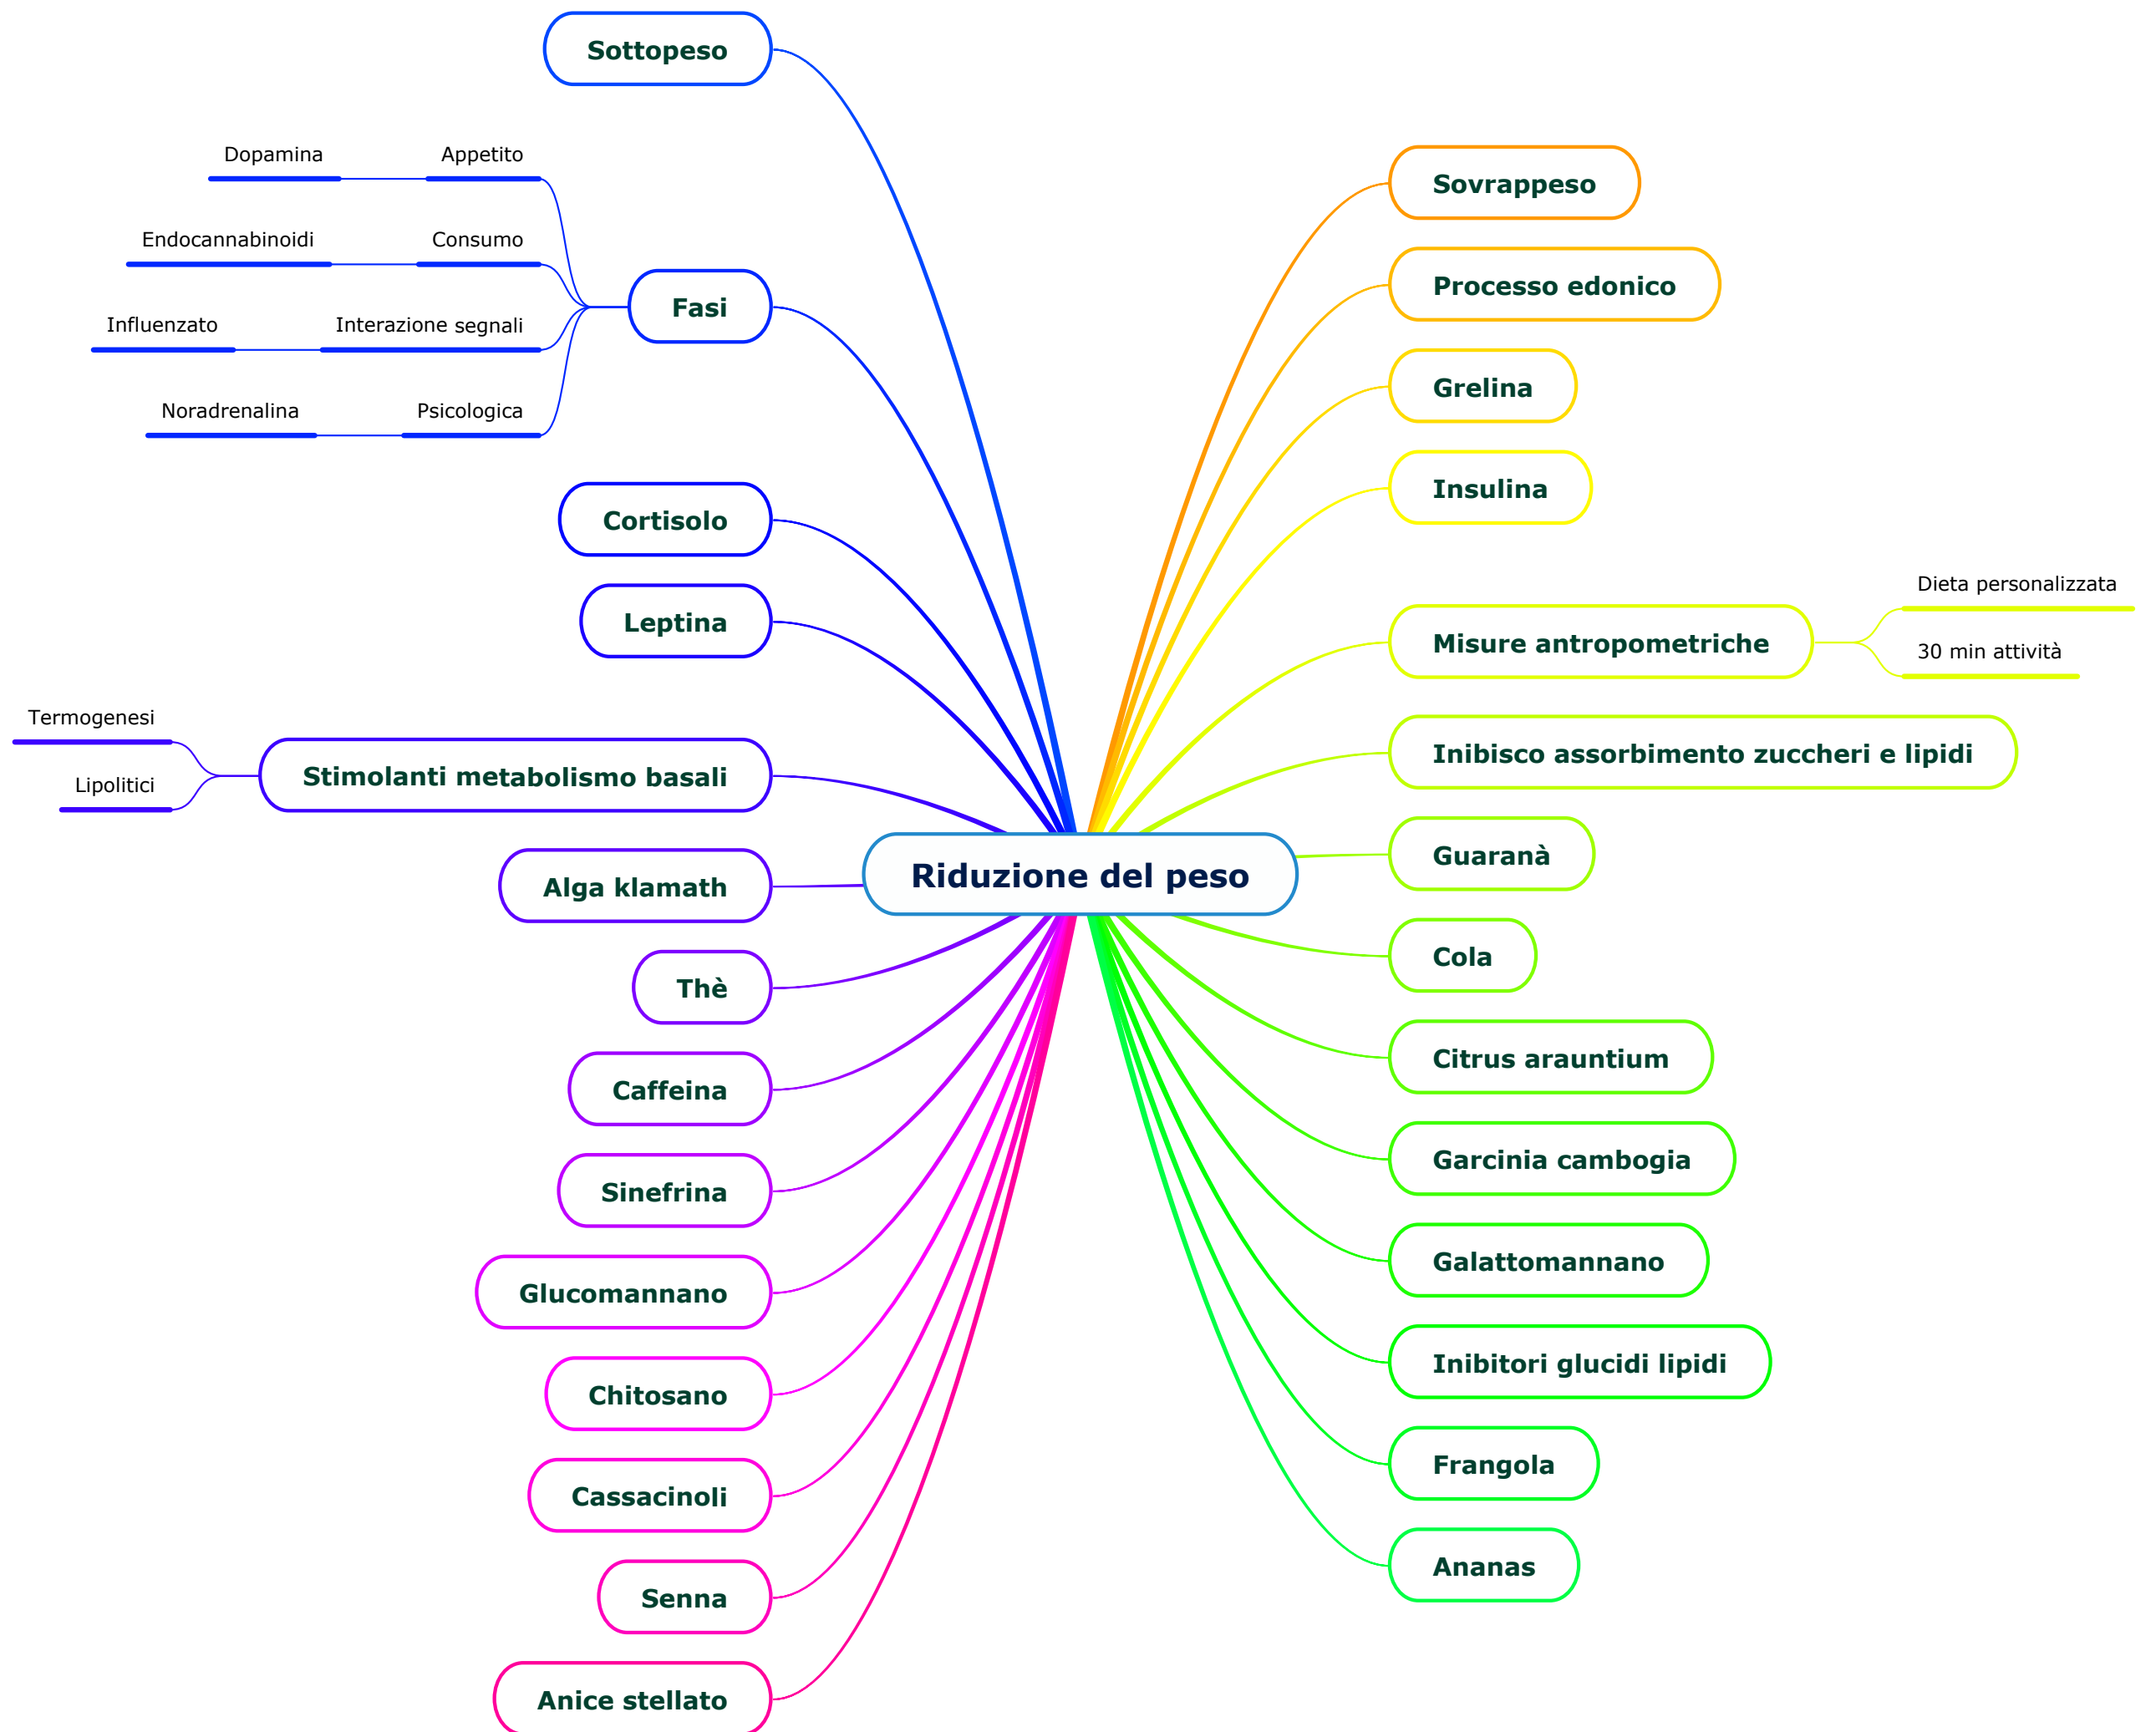 Riduzione del peso
Sottopeso
Fasi
Appetito
Dopamina
Consumo
Endocannabinoidi
Interazione segnali
Influenzato
Psicologica
Noradrenalina
Cortisolo
Leptina
Stimolanti metabolismo basali
Termogenesi
Lipolitici
Alga klamath
Thè
Caffeina
Sinefrina
Glucomannano
Chitosano
Cassacinoli
Senna
Anice stellato
Sovrappeso
Processo edonico
Grelina
Insulina
Misure antropometriche
Dieta personalizzata
30 min attività
Inibisco assorbimento zuccheri e lipidi
Guaranà
Cola
Citrus arauntium
Garcinia cambogia
Galattomannano
Inibitori glucidi lipidi
Frangola
Ananas